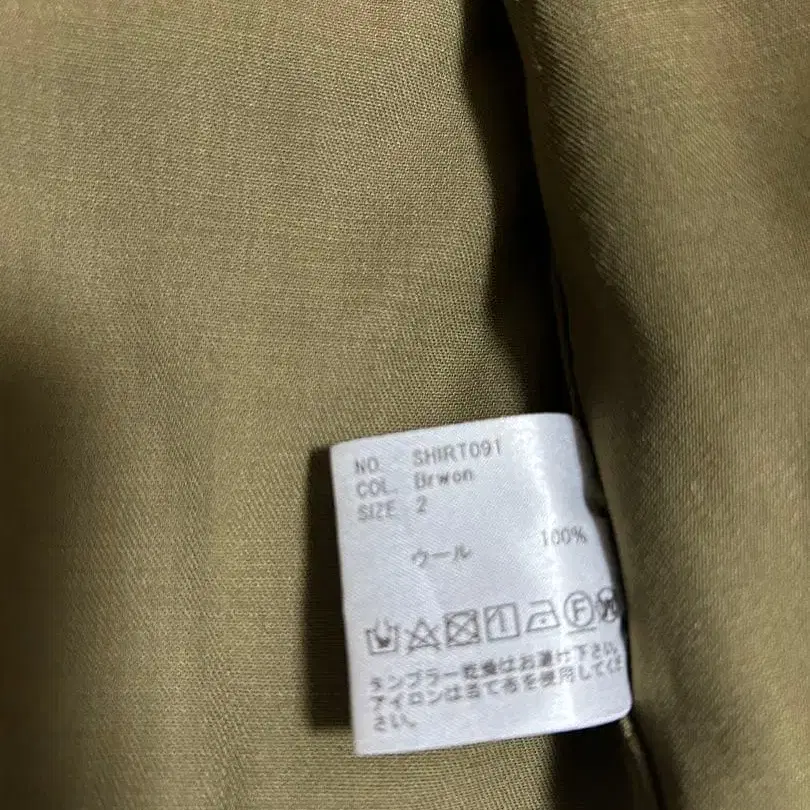 NO. SHIRT091
COL. Brwon
SIZE 2
ウール 100%
F W
タンブラー乾燥はお避け下さい。
アイロンは当て布を使用してくだ
さい。